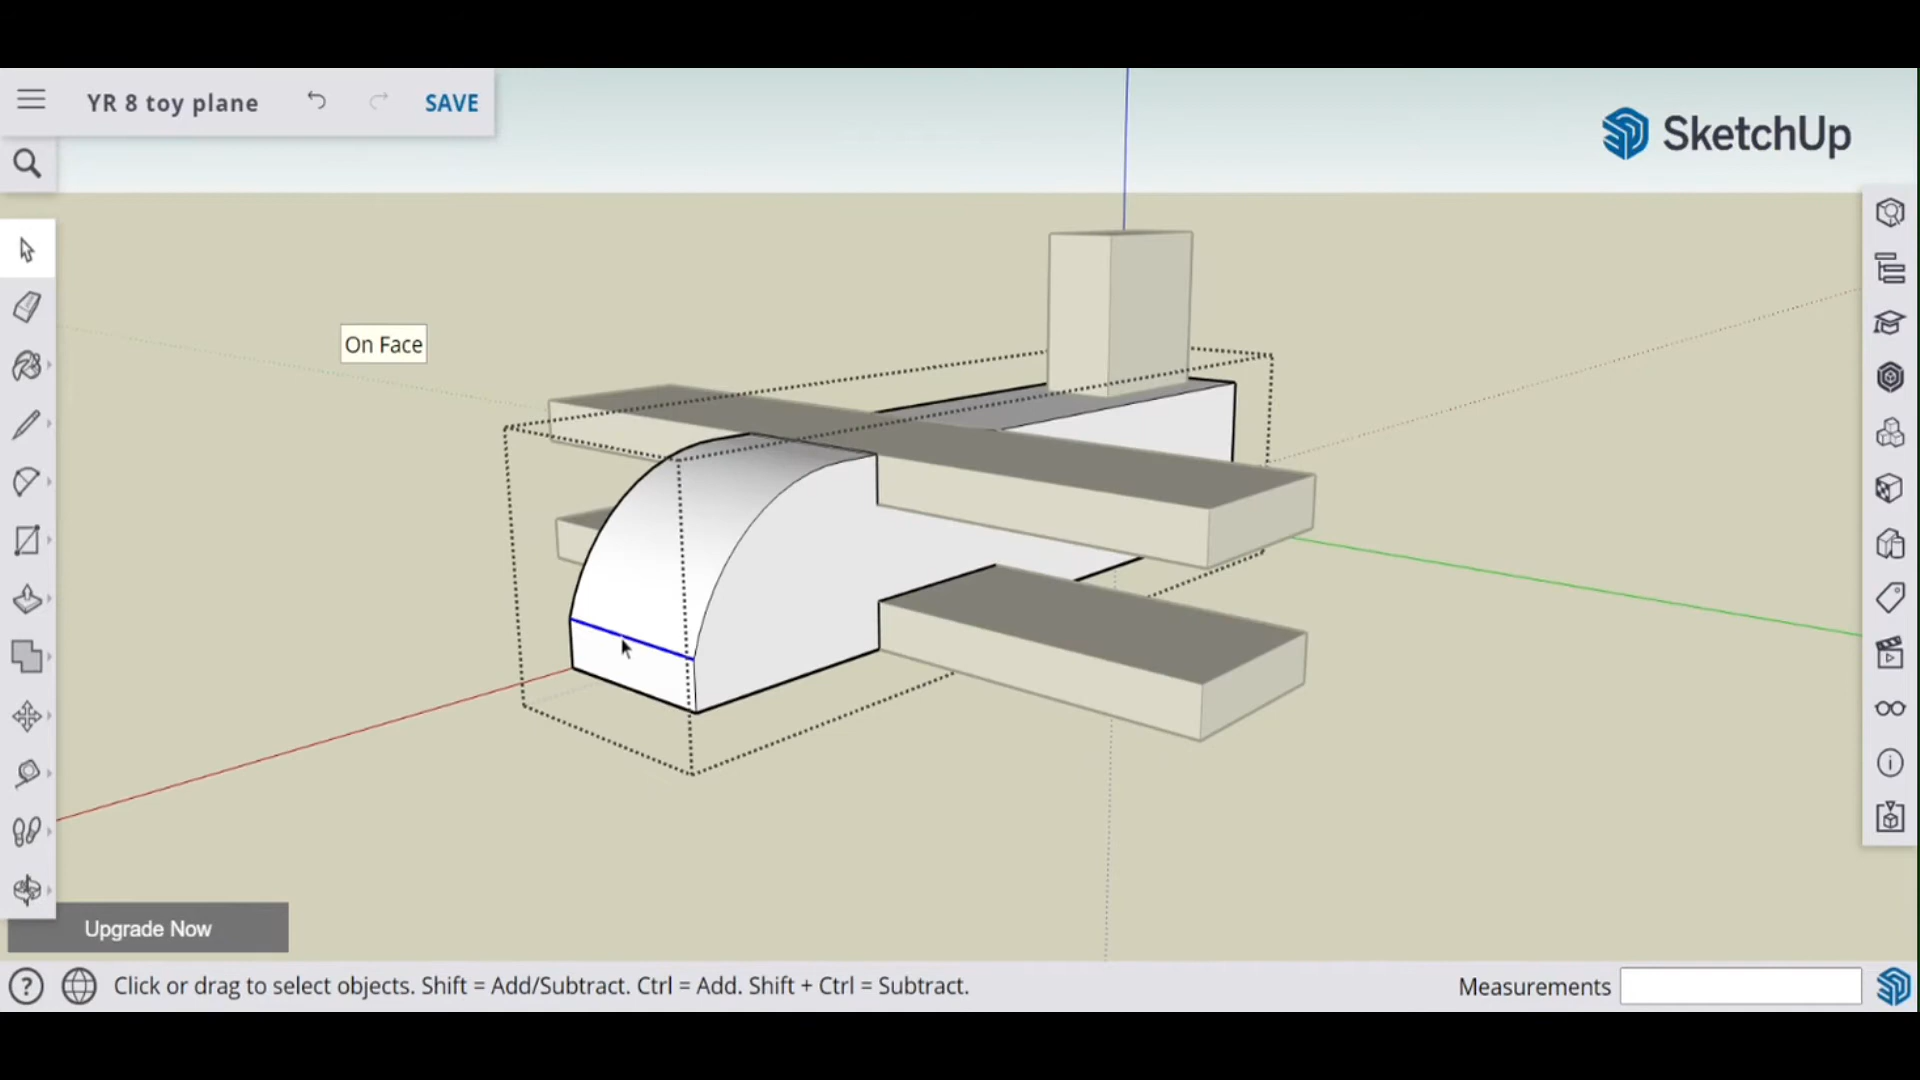 YR 8 toy plane
SAVE
SketchUp
On Face
Upgrade Now
? Click or drag to select objects. Shift = Add/Subtract. Ctrl = Add. Shift + Ctrl = Subtract.
Measurements